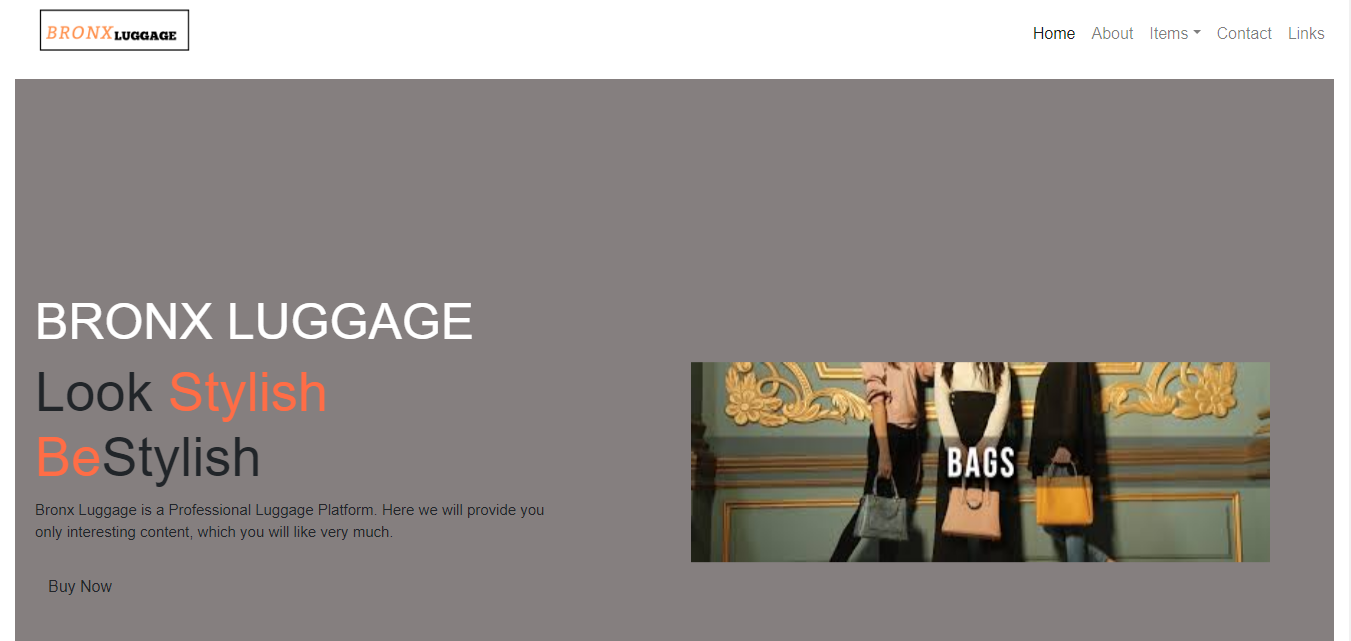 BRONXLUGGAGE
Home About Items Contact Links
BRONX LUGGAGE
Look Stylish
BeStylish
Bronx Luggage is a Professional Luggage Platform. Here we will provide you
only interesting content, which you will like very much.
Buy Now
BAGS